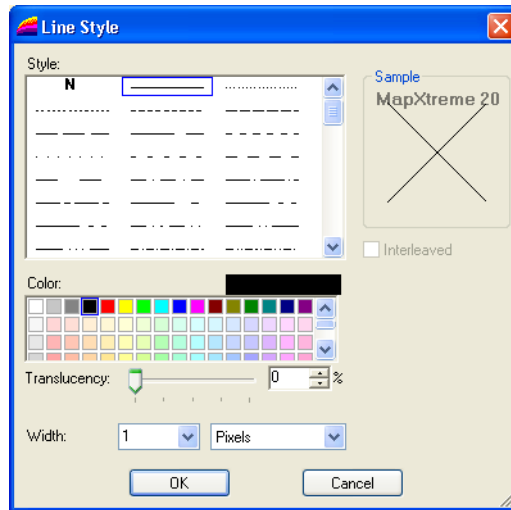 Line Style
Style:
N
Sample
MapXtreme 20
Interleaved
Color:
Translucency:
0
%
Width:
1
Pixels
OK
Cancel